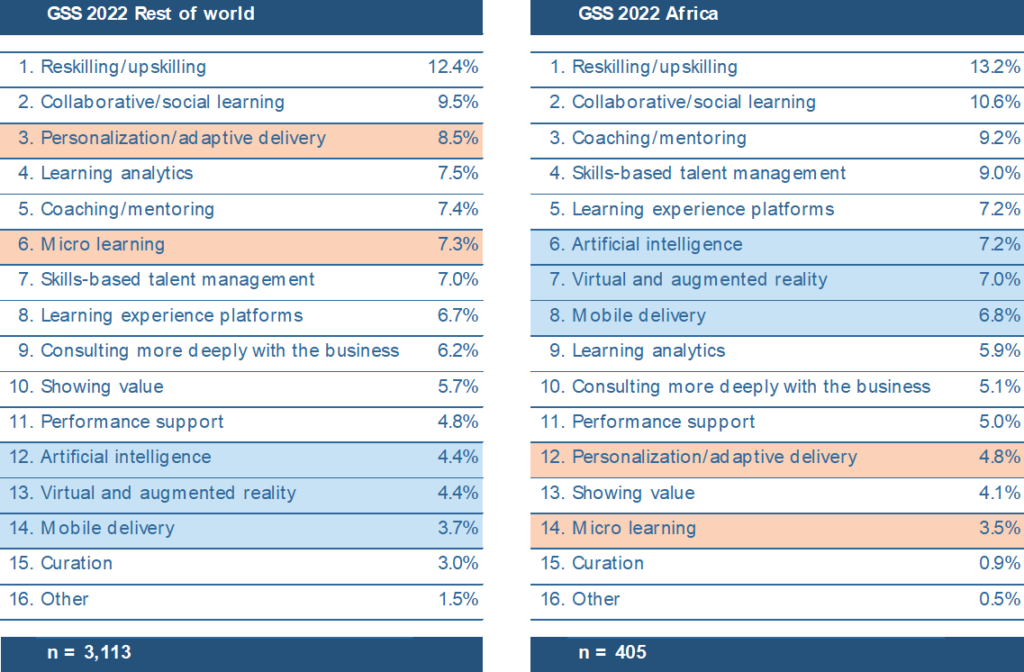 GSS 2022 Rest of world
1. Reskilling/upskilling 12.4%
2. Collaborative/social learning 9.5%
3. Personalization/adaptive delivery 8.5%
4. Learning analytics 7.5%
5. Coaching/mentoring 7.4%
6. Micro learning 7.3%
7. Skills-based talent management 7.0%
8. Learning experience platforms 6.7%
9. Consulting more deeply with the business 6.2%
10. Showing value 5.7%
11. Performance support 4.8%
12. Artificial intelligence 4.4%
13. Virtual and augmented reality 4.4%
14. Mobile delivery 3.7%
15. Curation 3.0%
16. Other 1.5%
n = 3,113
GSS 2022 Africa
1. Reskilling/upskilling 13.2%
2. Collaborative/social learning 10.6%
3. Coaching/mentoring 9.2%
4. Skills-based talent management 9.0%
5. Learning experience platforms 7.2%
6. Artificial intelligence 7.2%
7. Virtual and augmented reality 7.0%
8. Mobile delivery 6.8%
9. Learning analytics 5.9%
10. Consulting more deeply with the business 5.1%
11. Performance support 5.0%
12. Personalization/adaptive delivery 4.8%
13. Showing value 4.1%
14. Micro learning 3.5%
15. Curation 0.9%
16. Other 0.5%
n = 405